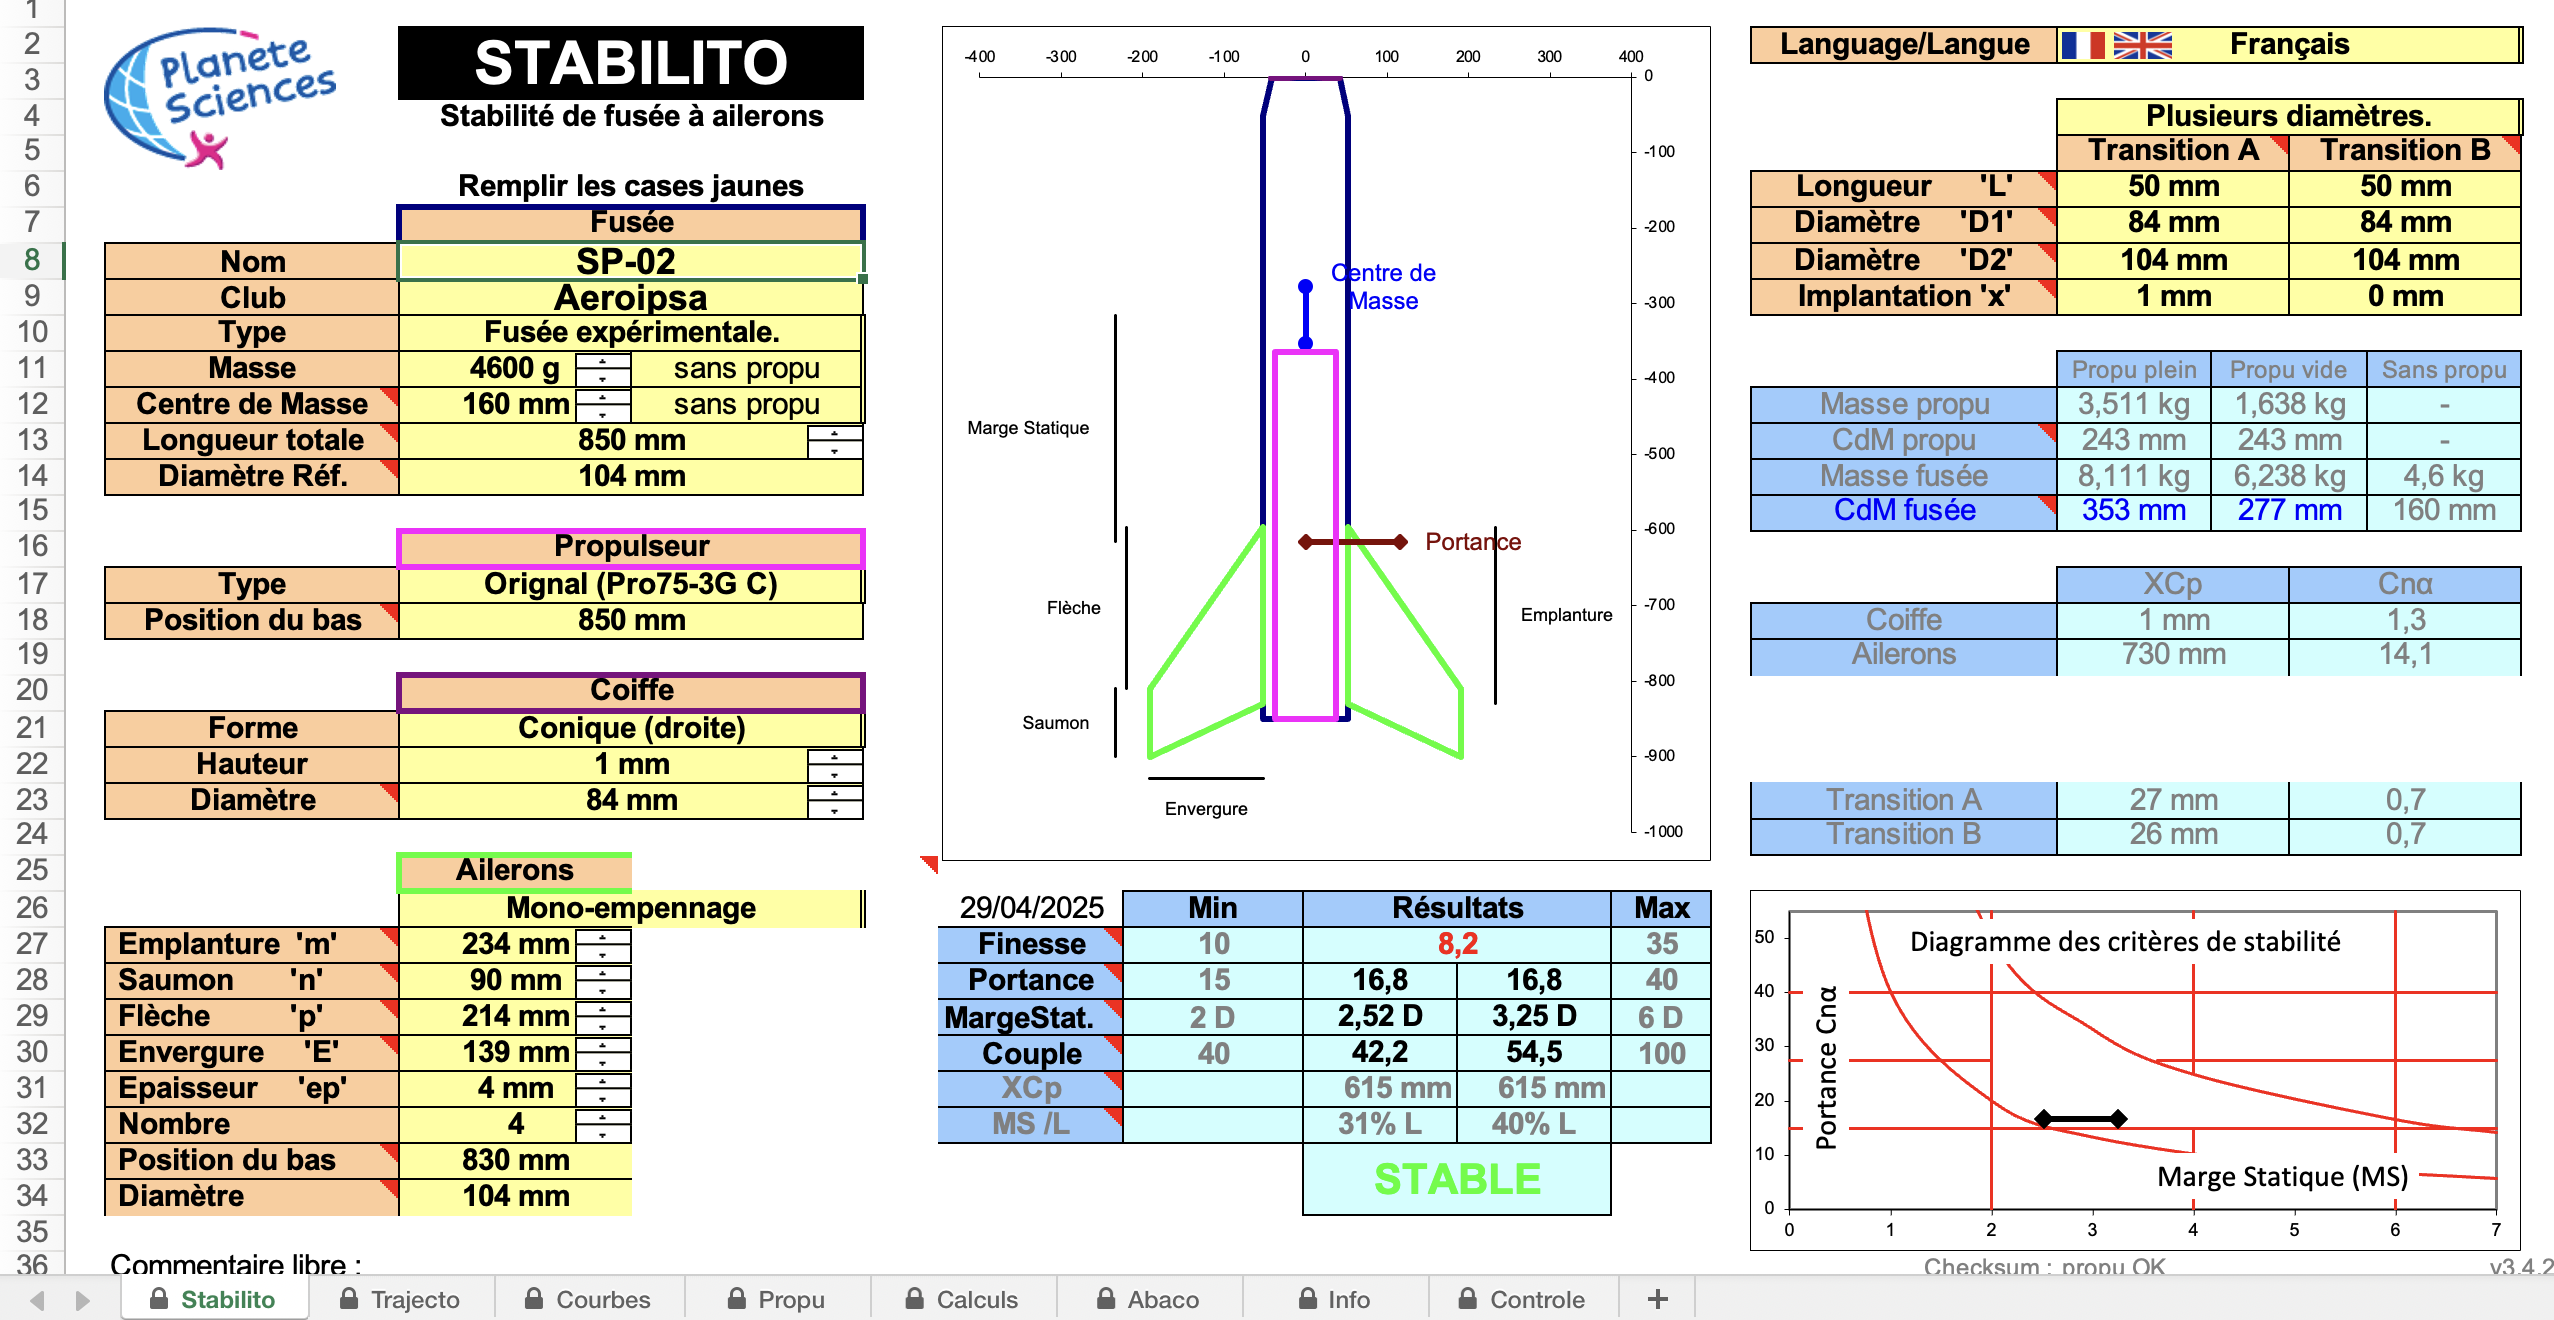 1
2 Planète STABILITO -400 -300 -200 -100 0 100 200 300 400 Language/Langue Français
3 Sciences 0
4 Stabilité de fusée à ailerons Plusieurs diamètres.
5 -100 Transition A Transition B
6 Remplir les cases jaunes Longueur 'L' 50 mm 50 mm
7 Fusée -200 Diamètre 'D1' 84 mm 84 mm
8 Nom SP-02 Centre de Diamètre 'D2' 104 mm 104 mm
9 Club Aeroipsa -300 Masse Implantation 'x' 1 mm 0 mm
10 Type Fusée expérimentale.
11 Masse 4600 g sans propu -400 Propu plein Propu vide Sans propu
12 Centre de Masse 160 mm sans propu Marge Statique Masse propu 3,511 kg 1,638 kg -
13 Longueur totale 850 mm -500 CdM propu 243 mm 243 mm -
14 Diamètre Réf. 104 mm Masse fusée 8,111 kg 6,238 kg 4,6 kg
15 -600 CdM fusée 353 mm 277 mm 160 mm
16 Propulseur Portance
17 Type Orignal (Pro75-3G C) Flèche -700 XCp Cnα
18 Position du bas 850 mm Emplanture Coiffe 1 mm 1,3
19 Ailerons 730 mm 14,1
20 Coiffe -800
21 Forme Conique (droite) Saumon
22 Hauteur 1 mm -900
23 Diamètre 84 mm Envergure Transition A 27 mm 0,7
24 -1000 Transition B 26 mm 0,7
25 Ailerons
26 Mono-empennage 29/04/2025 Min Résultats Max
27 Emplanture 'm' 234 mm Finesse 10 8,2 35 50 Diagramme des critères de stabilité
28 Saumon 'n' 90 mm Portance 15 16,8 16,8 40 40
29 Flèche 'p' 214 mm MargeStat. 2 D 2,52 D 3,25 D 6 D Portance Cnα
30 Envergure 'E' 139 mm Couple 40 42,2 54,5 100 30
31 Epaisseur 'ep' 4 mm XCp 615 mm 615 mm 20
32 Nombre 4 MS /L 31% L 40% L
33 Position du bas 830 mm STABLE 10 Marge Statique (MS)
34 Diamètre 104 mm 0
35 0 1 2 3 4 5 6 7
36 Commentaire libre : Checksum : propu OK v3.4.2
Stabilito Trajecto Courbes Propu Calculs Abaco Info Controle +